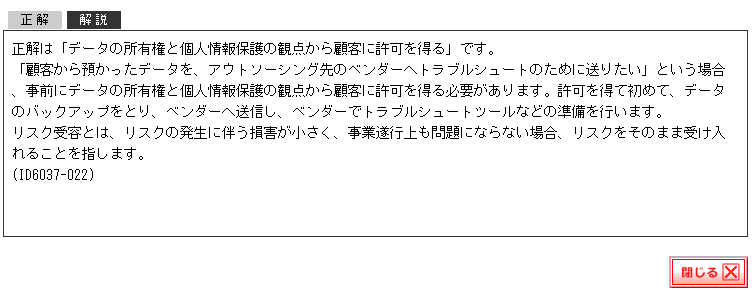 正解 解説
正解は「データの所有権と個人情報保護の観点から顧客に許可を得る」です。
「顧客から預かったデータを、アウトソーシング先のベンダーへトラブルシュートのために送りたい」という場合
、事前にデータの所有権と個人情報保護の観点から顧客に許可を得る必要があります。許可を得て初めて、データ
のバックアップをとり、ベンダーへ送信し、ベンダーでトラブルシュートツールなどの準備を行います。
リスク受容とは、リスクの発生に伴う損害が小さく、事業遂行上も問題にならない場合、リスクをそのまま受け入
れることを指します。
(ID6037-022)
閉じる